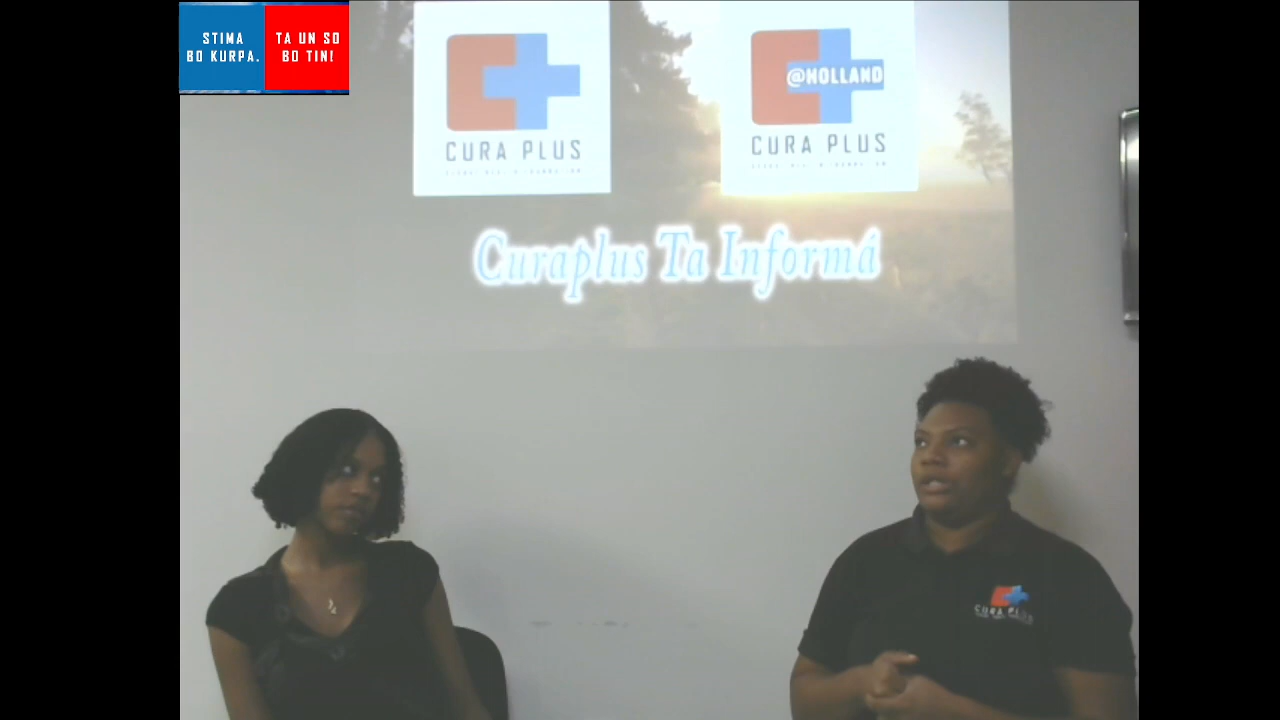 STIMA
BO KURPA.
TA UN SO
BO TIN!
CURA PLUS
@HOLLAND
CURA PLUS
Curaplus Ta Informá
CURA PLUS